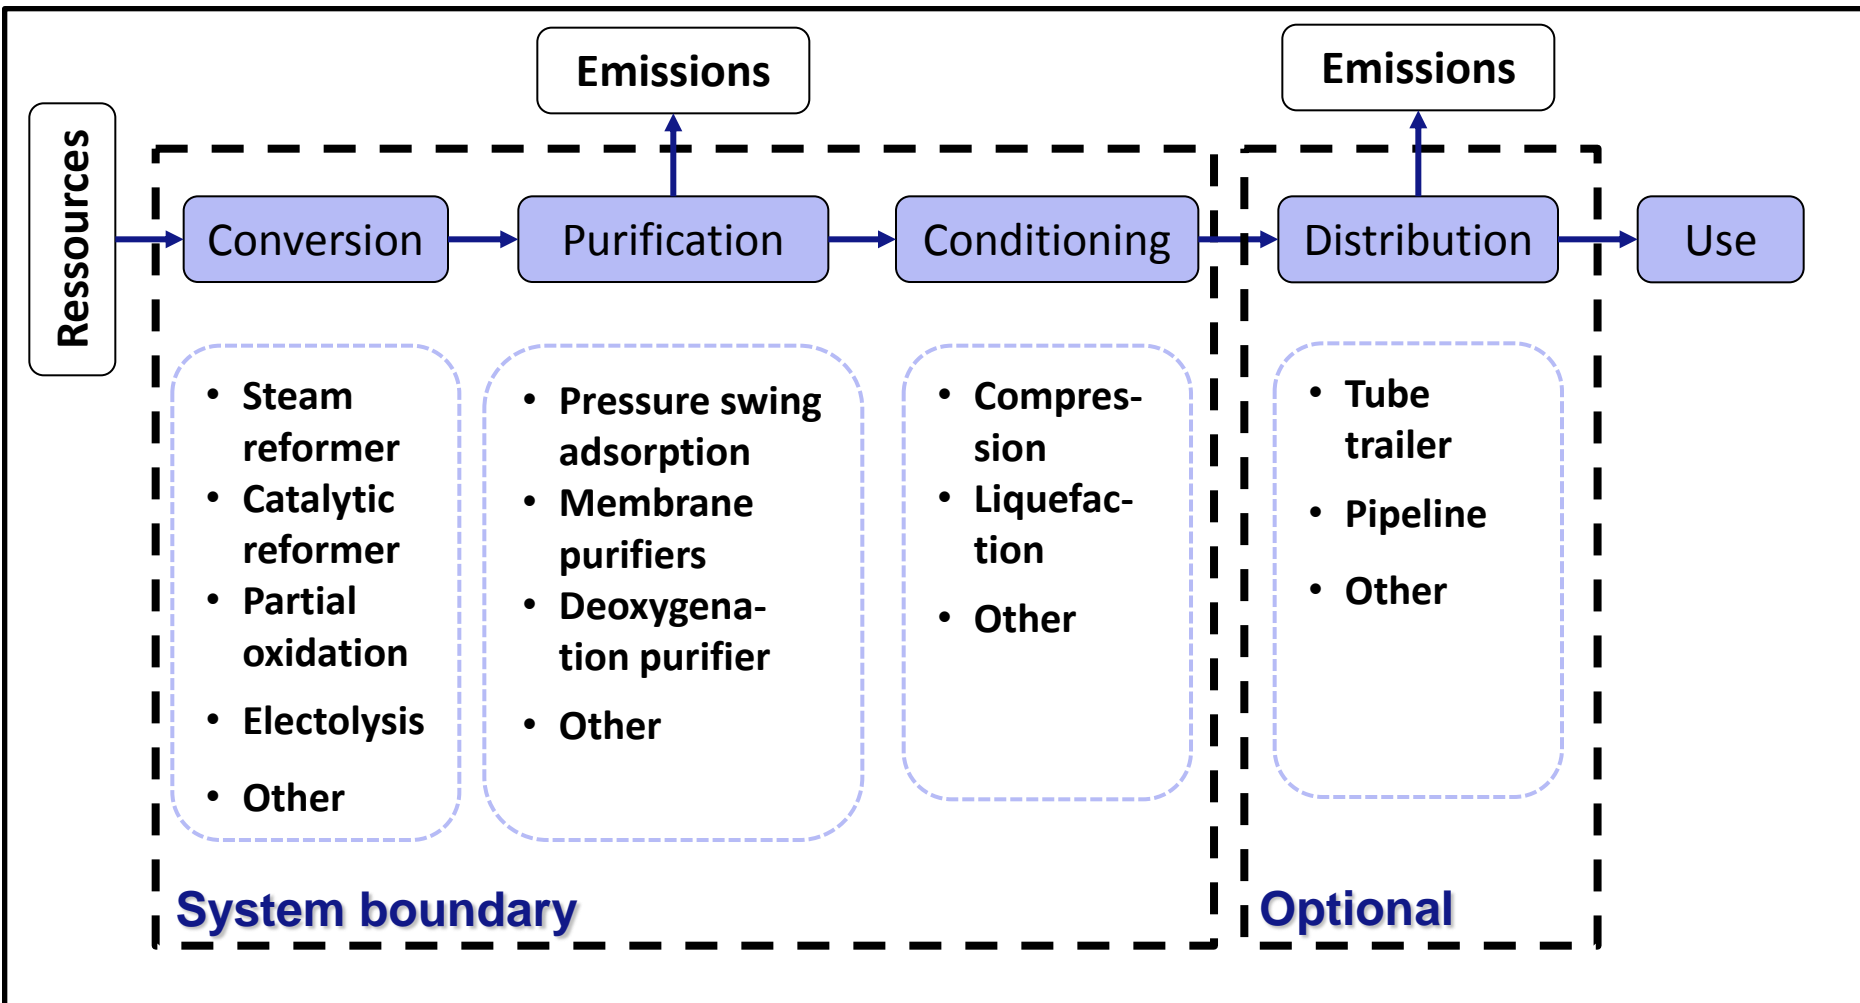 Emissions
Emissions
Ressources
Conversion
Purification
Conditioning
Distribution
Use
• Steam
reformer
• Catalytic
reformer
• Partial
oxidation
• Electolysis
• Other
• Pressure swing
adsorption
• Membrane
purifiers
• Deoxygena-
tion purifier
• Other
• Compres-
sion
• Liquefac-
tion
• Other
• Tube
trailer
• Pipeline
• Other
System boundary
Optional